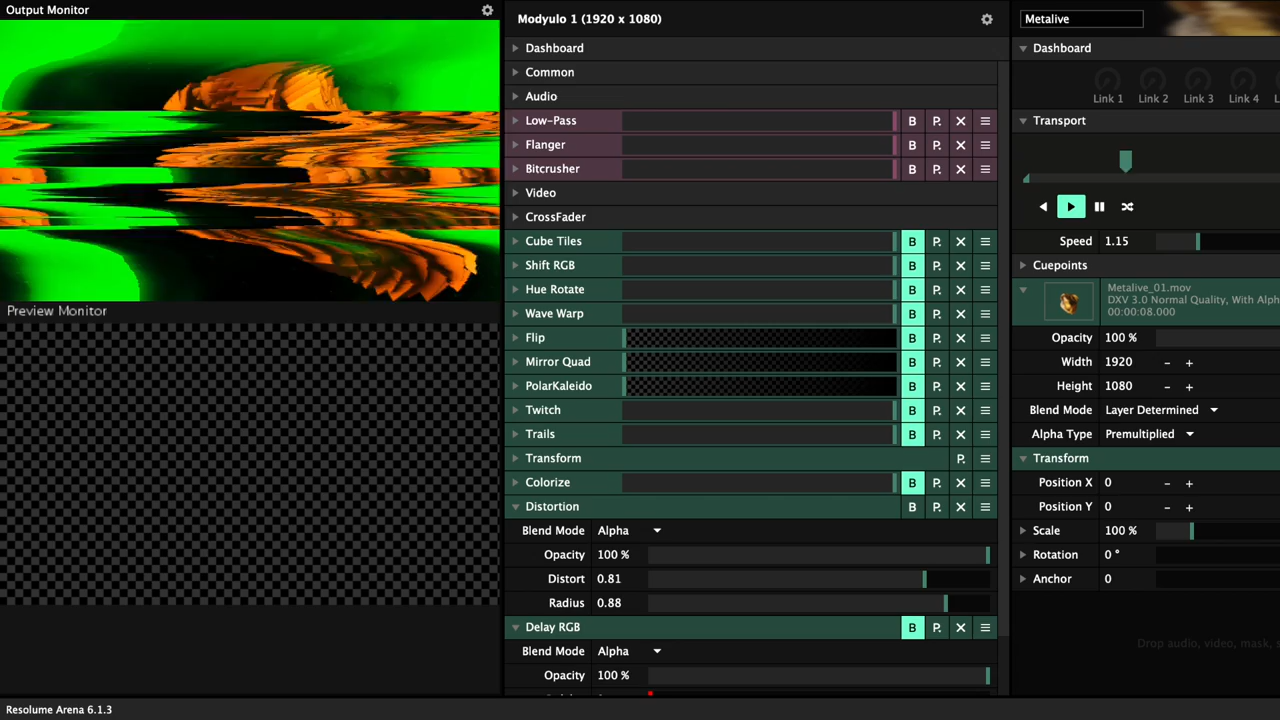 Output Monitor
Preview Monitor
Modyulo 1 (1920 x 1080)
Dashboard
Common
Audio
Low-Pass B P. X
Flanger B P. X
Bitcrusher B P. X
Video
CrossFader
Cube Tiles B P. X
Shift RGB B P. X
Hue Rotate B P. X
Wave Warp B P. X
Flip B P. X
Mirror Quad B P. X
PolarKaleido B P. X
Twitch B P. X
Trails B P. X
Transform P.
Colorize B P. X
Distortion B P. X
Blend Mode Alpha
Opacity 100 %
Distort 0.81
Radius 0.88
Delay RGB B P. X
Blend Mode Alpha
Opacity 100 %
Metalive
Dashboard
Link 1 Link 2 Link 3 Link 4
Transport
Speed 1.15
Cuepoints
Metalive_01.mov
DXV 3.0 Normal Quality, With Alph
00:00:08.000
Opacity 100 %
Width 1920 - +
Height 1080 - +
Blend Mode Layer Determined
Alpha Type Premultiplied
Transform
Position X 0 - +
Position Y 0 - +
Scale 100 %
Rotation 0 °
Anchor 0
Drop audio, video, mask, s
Resolume Arena 6.1.3